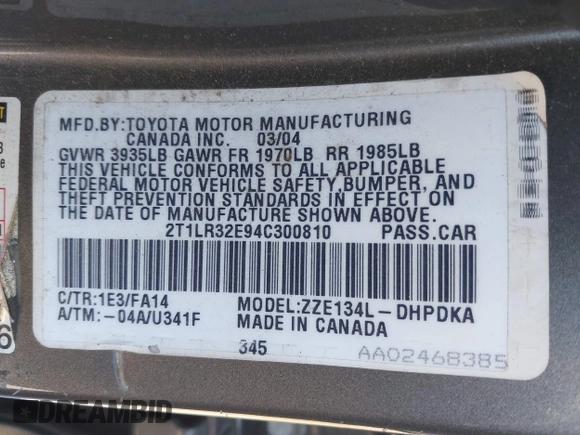 MFD.BY:TOYOTA MOTOR MANUFACTURING
CANADA INC. 03/04
GVWR 3935LB GAWR FR 1970LB RR 1985LB
THIS VEHICLE CONFORMS TO ALL APPLICABLE
FEDERAL MOTOR VEHICLE SAFETY,BUMPER, AND
THEFT PREVENTION STANDARDS IN EFFECT ON
THE DATE OF MANUFACTURE SHOWN ABOVE.
2T1LR32E94C300810 PASS.CAR
C/TR:1E3/FA14 MODEL:ZZE134L-DHPDKA
A/TM:-04A/U341F MADE IN CANADA
345
AA02468385
6
DREAMBID